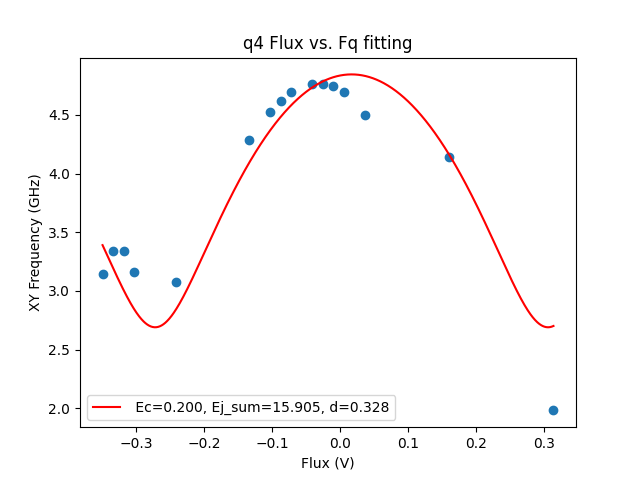 q4 Flux vs. Fq fitting
XY Frequency (GHz)
4.5
4.0
3.5
3.0
2.5
2.0
Ec=0.200, Ej_sum=15.905, d=0.328
−0.3 −0.2 −0.1 0.0 0.1 0.2 0.3
Flux (V)